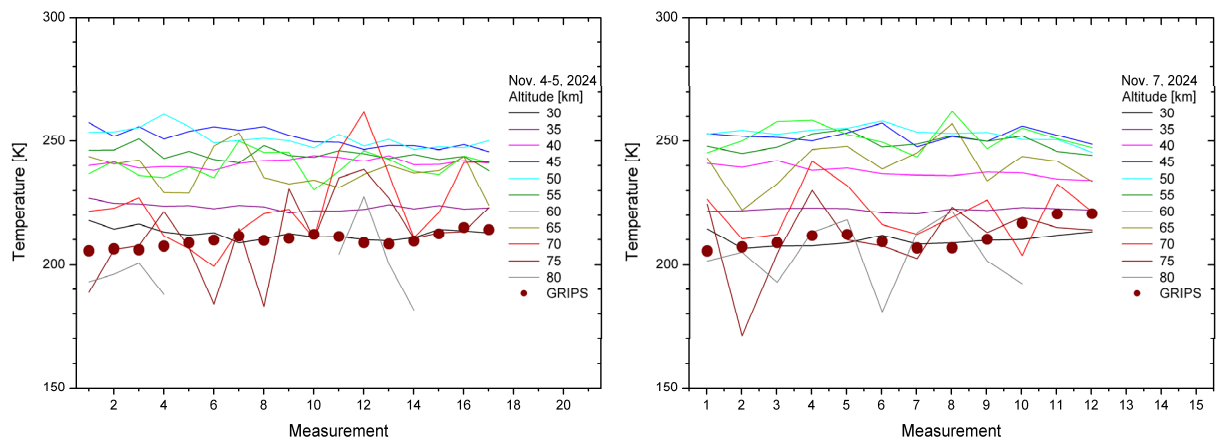 300
250
200
150
Temperature [K]
Nov. 4-5, 2024
Altitude [km]
30
35
40
45
50
55
60
65
70
75
80
GRIPS
2 4 6 8 10 12 14 16 18 20
Measurement
300
250
200
150
Temperature [K]
Nov. 7, 2024
Altitude [km]
30
35
40
45
50
55
60
65
70
75
80
GRIPS
1 2 3 4 5 6 7 8 9 10 11 12 13 14 15
Measurement